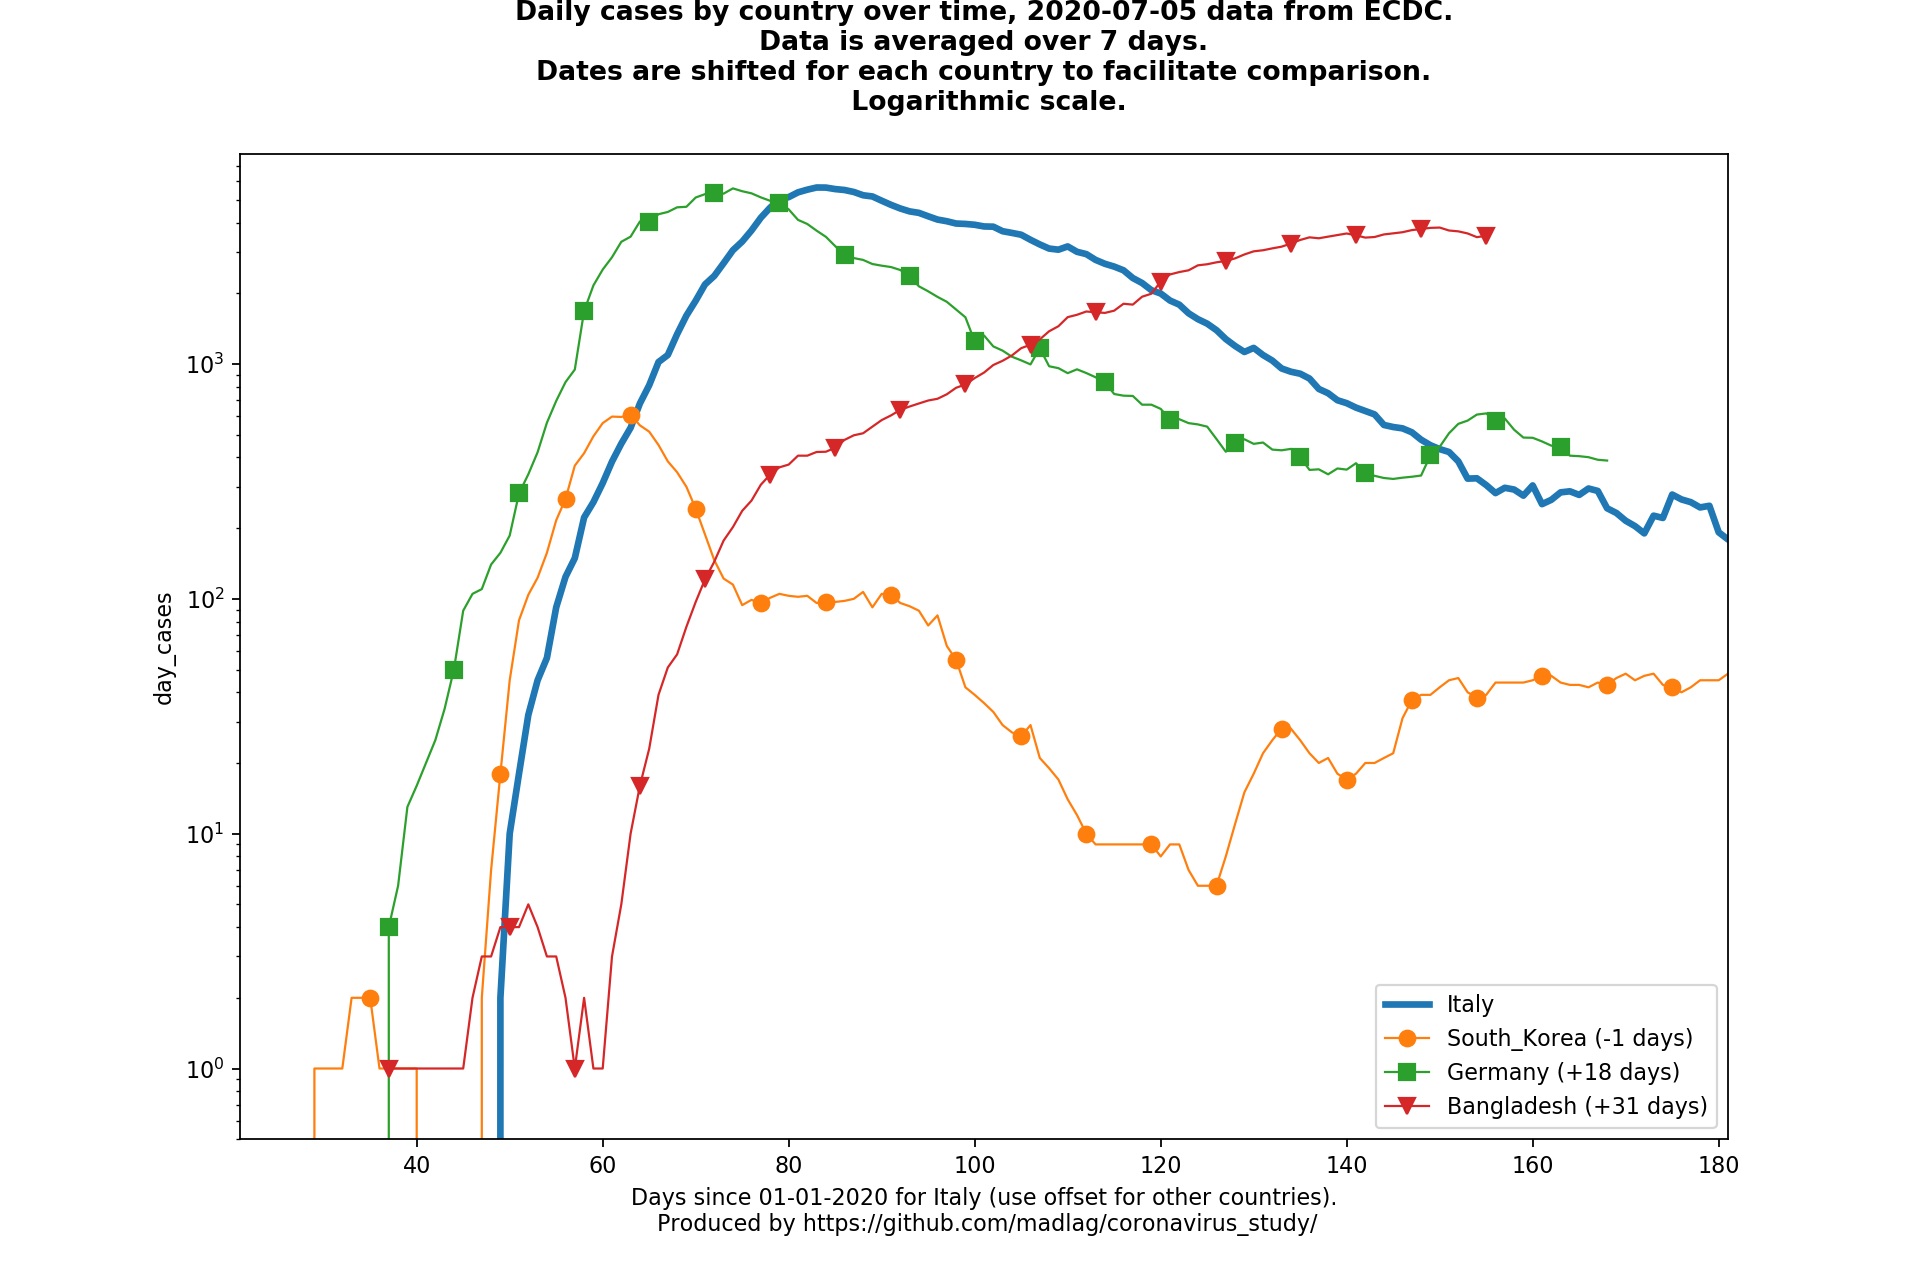 Daily cases by country over time, 2020-07-05 data from ECDC.
Data is averaged over 7 days.
Dates are shifted for each country to facilitate comparison.
Logarithmic scale.
10³
10²
10¹
10⁰
day_cases
40 60 80 100 120 140 160 180
Days since 01-01-2020 for Italy (use offset for other countries).
Produced by https://github.com/madlag/coronavirus_study/
Italy
South_Korea (-1 days)
Germany (+18 days)
Bangladesh (+31 days)